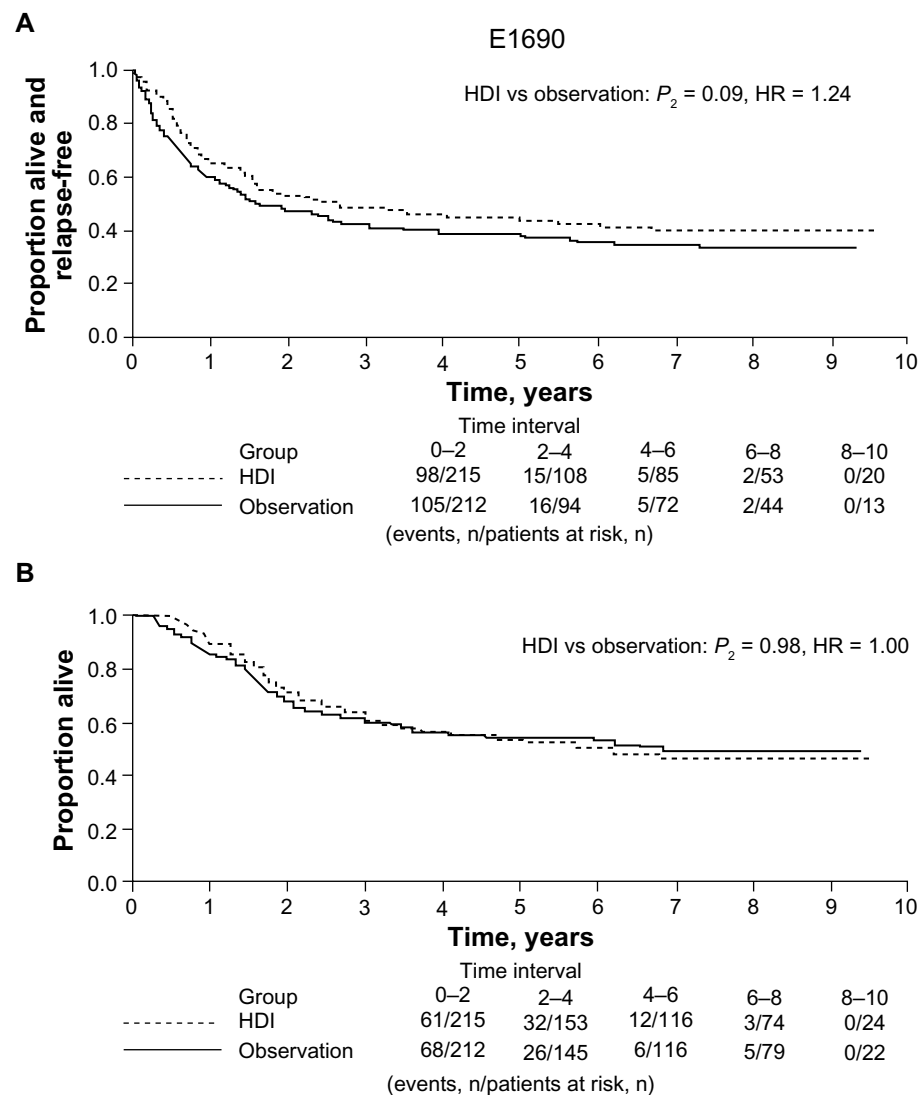 A
E1690
HDI vs observation: P2 = 0.09, HR = 1.24
Proportion alive and
relapse-free
1.0
0.8
0.6
0.4
0.2
0.0
0 1 2 3 4 5 6 7 8 9 10
Time, years
Time interval
Group 0–2 2–4 4–6 6–8 8–10
HDI 98/215 15/108 5/85 2/53 0/20
Observation 105/212 16/94 5/72 2/44 0/13
(events, n/patients at risk, n)
B
HDI vs observation: P2 = 0.98, HR = 1.00
Proportion alive
1.0
0.8
0.6
0.4
0.2
0.0
0 1 2 3 4 5 6 7 8 9 10
Time, years
Time interval
Group 0–2 2–4 4–6 6–8 8–10
HDI 61/215 32/153 12/116 3/74 0/24
Observation 68/212 26/145 6/116 5/79 0/22
(events, n/patients at risk, n)